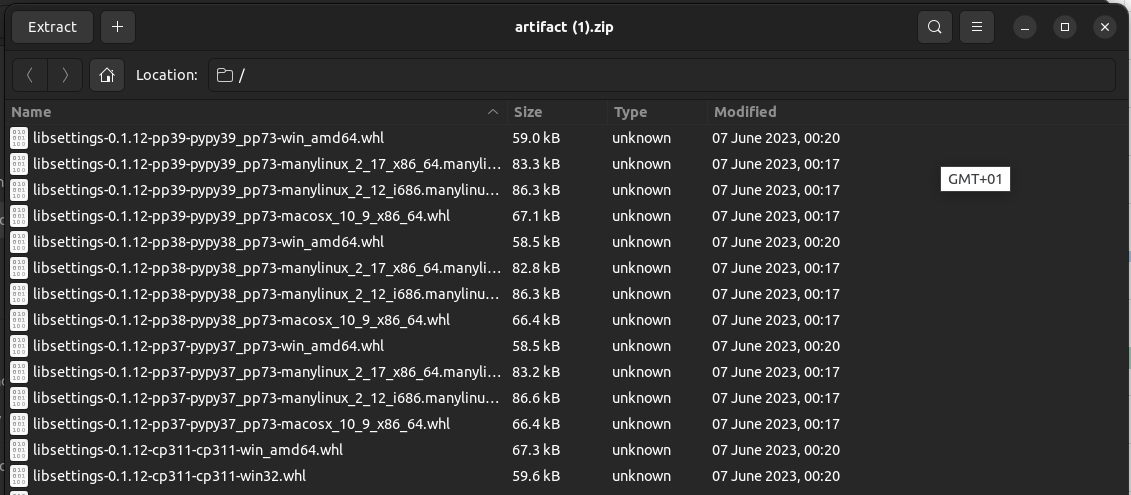 Extract + artifact (1).zip
Location: /
Name Size Type Modified
libsettings-0.1.12-pp39-pypy39_pp73-win_amd64.whl 59.0 kB unknown 07 June 2023, 00:20
libsettings-0.1.12-pp39-pypy39_pp73-manylinux_2_17_x86_64.manyli... 83.3 kB unknown 07 June 2023, 00:17
GMT+01
libsettings-0.1.12-pp39-pypy39_pp73-manylinux_2_12_i686.manylinu... 86.3 kB unknown 07 June 2023, 00:17
libsettings-0.1.12-pp39-pypy39_pp73-macosx_10_9_x86_64.whl 67.1 kB unknown 07 June 2023, 00:17
libsettings-0.1.12-pp38-pypy38_pp73-win_amd64.whl 58.5 kB unknown 07 June 2023, 00:20
libsettings-0.1.12-pp38-pypy38_pp73-manylinux_2_17_x86_64.manyli... 82.8 kB unknown 07 June 2023, 00:17
libsettings-0.1.12-pp38-pypy38_pp73-manylinux_2_12_i686.manylinu... 86.3 kB unknown 07 June 2023, 00:17
libsettings-0.1.12-pp38-pypy38_pp73-macosx_10_9_x86_64.whl 66.4 kB unknown 07 June 2023, 00:17
libsettings-0.1.12-pp37-pypy37_pp73-win_amd64.whl 58.5 kB unknown 07 June 2023, 00:20
libsettings-0.1.12-pp37-pypy37_pp73-manylinux_2_17_x86_64.manyli... 83.2 kB unknown 07 June 2023, 00:17
libsettings-0.1.12-pp37-pypy37_pp73-manylinux_2_12_i686.manylinu... 86.6 kB unknown 07 June 2023, 00:17
libsettings-0.1.12-pp37-pypy37_pp73-macosx_10_9_x86_64.whl 66.4 kB unknown 07 June 2023, 00:17
libsettings-0.1.12-cp311-cp311-win_amd64.whl 67.3 kB unknown 07 June 2023, 00:20
libsettings-0.1.12-cp311-cp311-win32.whl 59.6 kB unknown 07 June 2023, 00:20